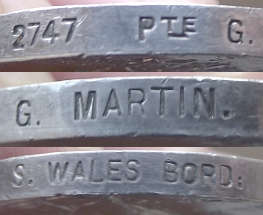 2747 PTE G.
G. MARTIN.
S. WALES BORD: